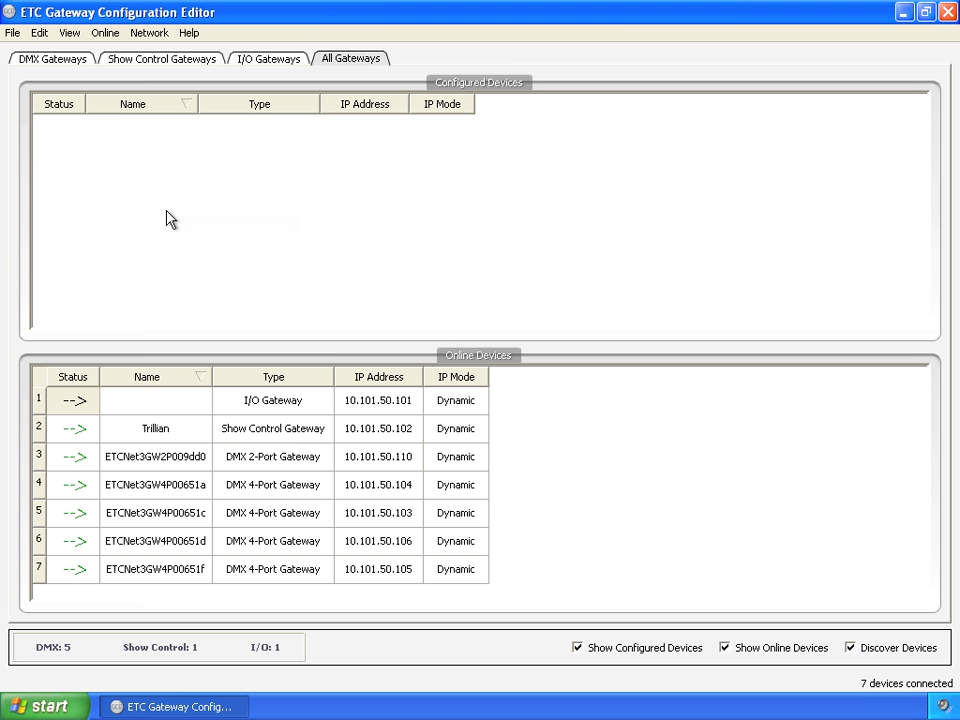 ETC Gateway Configuration Editor
File Edit View Online Network Help
DMX Gateways Show Control Gateways I/O Gateways All Gateways
Configured Devices
Status Name Type IP Address IP Mode
Online Devices
Status Name Type IP Address IP Mode
1 --> I/O Gateway 10.101.50.101 Dynamic
2 --> Trillian Show Control Gateway 10.101.50.102 Dynamic
3 --> ETCNet3GW2P009dd0 DMX 2-Port Gateway 10.101.50.110 Dynamic
4 --> ETCNet3GW4P00651a DMX 4-Port Gateway 10.101.50.104 Dynamic
5 --> ETCNet3GW4P00651c DMX 4-Port Gateway 10.101.50.103 Dynamic
6 --> ETCNet3GW4P00651d DMX 4-Port Gateway 10.101.50.106 Dynamic
7 --> ETCNet3GW4P00651f DMX 4-Port Gateway 10.101.50.105 Dynamic
DMX: 5 Show Control: 1 I/O: 1 Show Configured Devices Show Online Devices Discover Devices
7 devices connected
start ETC Gateway Config...